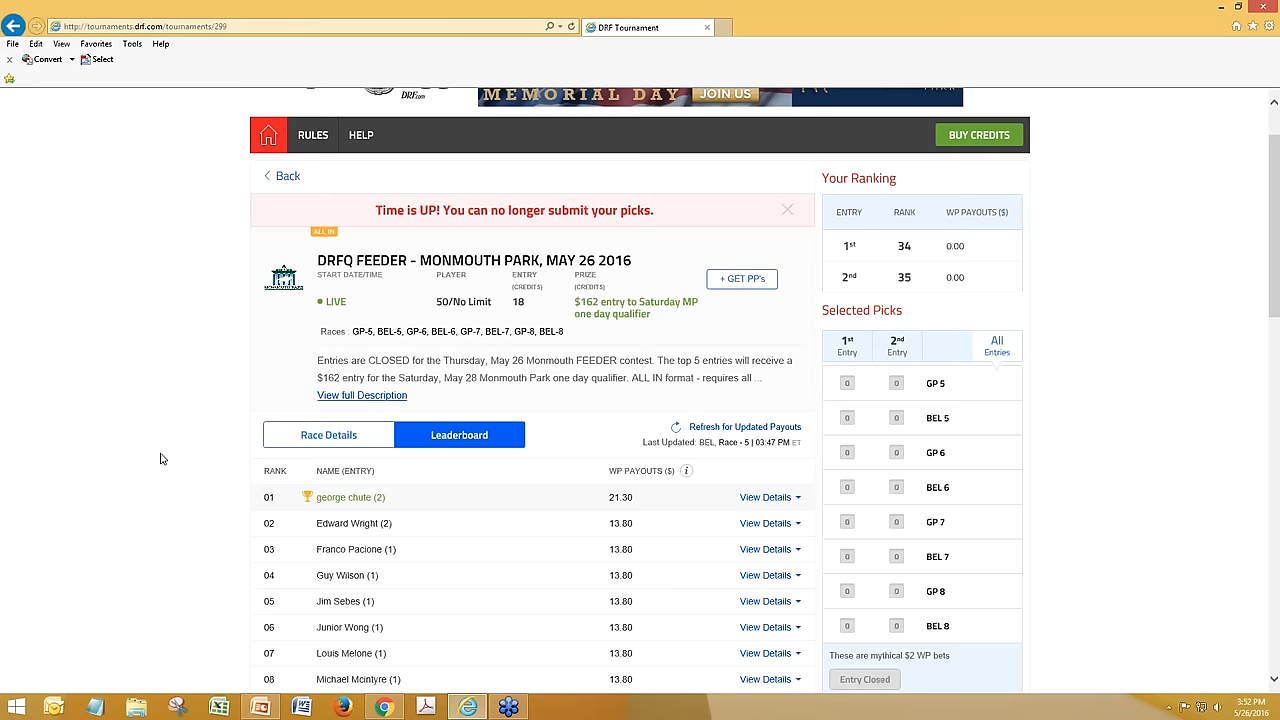 http://tournaments.drf.com/tournaments/299
DRF Tournament
File Edit View Favorites Tools Help
Convert Select
DRF.com
MEMORIAL DAY JOIN US
RULES HELP BUY CREDITS
Back
Time is UP! You can no longer submit your picks.
ALL IN
DRFQ FEEDER - MONMOUTH PARK, MAY 26 2016
START DATE/TIME PLAYER ENTRY (CREDITS) PRIZE (CREDITS)
LIVE 50/No Limit 18 $162 entry to Saturday MP one day qualifier
+ GET PP's
Races : GP-5, BEL-5, GP-6, BEL-6, GP-7, BEL-7, GP-8, BEL-8
Entries are CLOSED for the Thursday, May 26 Monmouth FEEDER contest. The top 5 entries will receive a
$162 entry for the Saturday, May 28 Monmouth Park one day qualifier. ALL IN format - requires all ...
View full Description
Race Details Leaderboard
Refresh for Updated Payouts
Last Updated: BEL, Race - 5 | 03:47 PM ET
RANK NAME (ENTRY) WP PAYOUTS ($) i
01 george chute (2) 21.30 View Details
02 Edward Wright (2) 13.80 View Details
03 Franco Pacione (1) 13.80 View Details
04 Guy Wilson (1) 13.80 View Details
05 Jim Sebes (1) 13.80 View Details
06 Junior Wong (1) 13.80 View Details
07 Louis Melone (1) 13.80 View Details
08 Michael Mcintyre (1) 13.80 View Details
Your Ranking
ENTRY RANK WP PAYOUTS ($)
1st 34 0.00
2nd 35 0.00
Selected Picks
1st Entry 2nd Entry All Entries
0 0 GP 5
0 0 BEL 5
0 0 GP 6
0 0 BEL 6
0 0 GP 7
0 0 BEL 7
0 0 GP 8
0 0 BEL 8
These are mythical $2 WP bets
Entry Closed
3:52 PM
5/26/2016